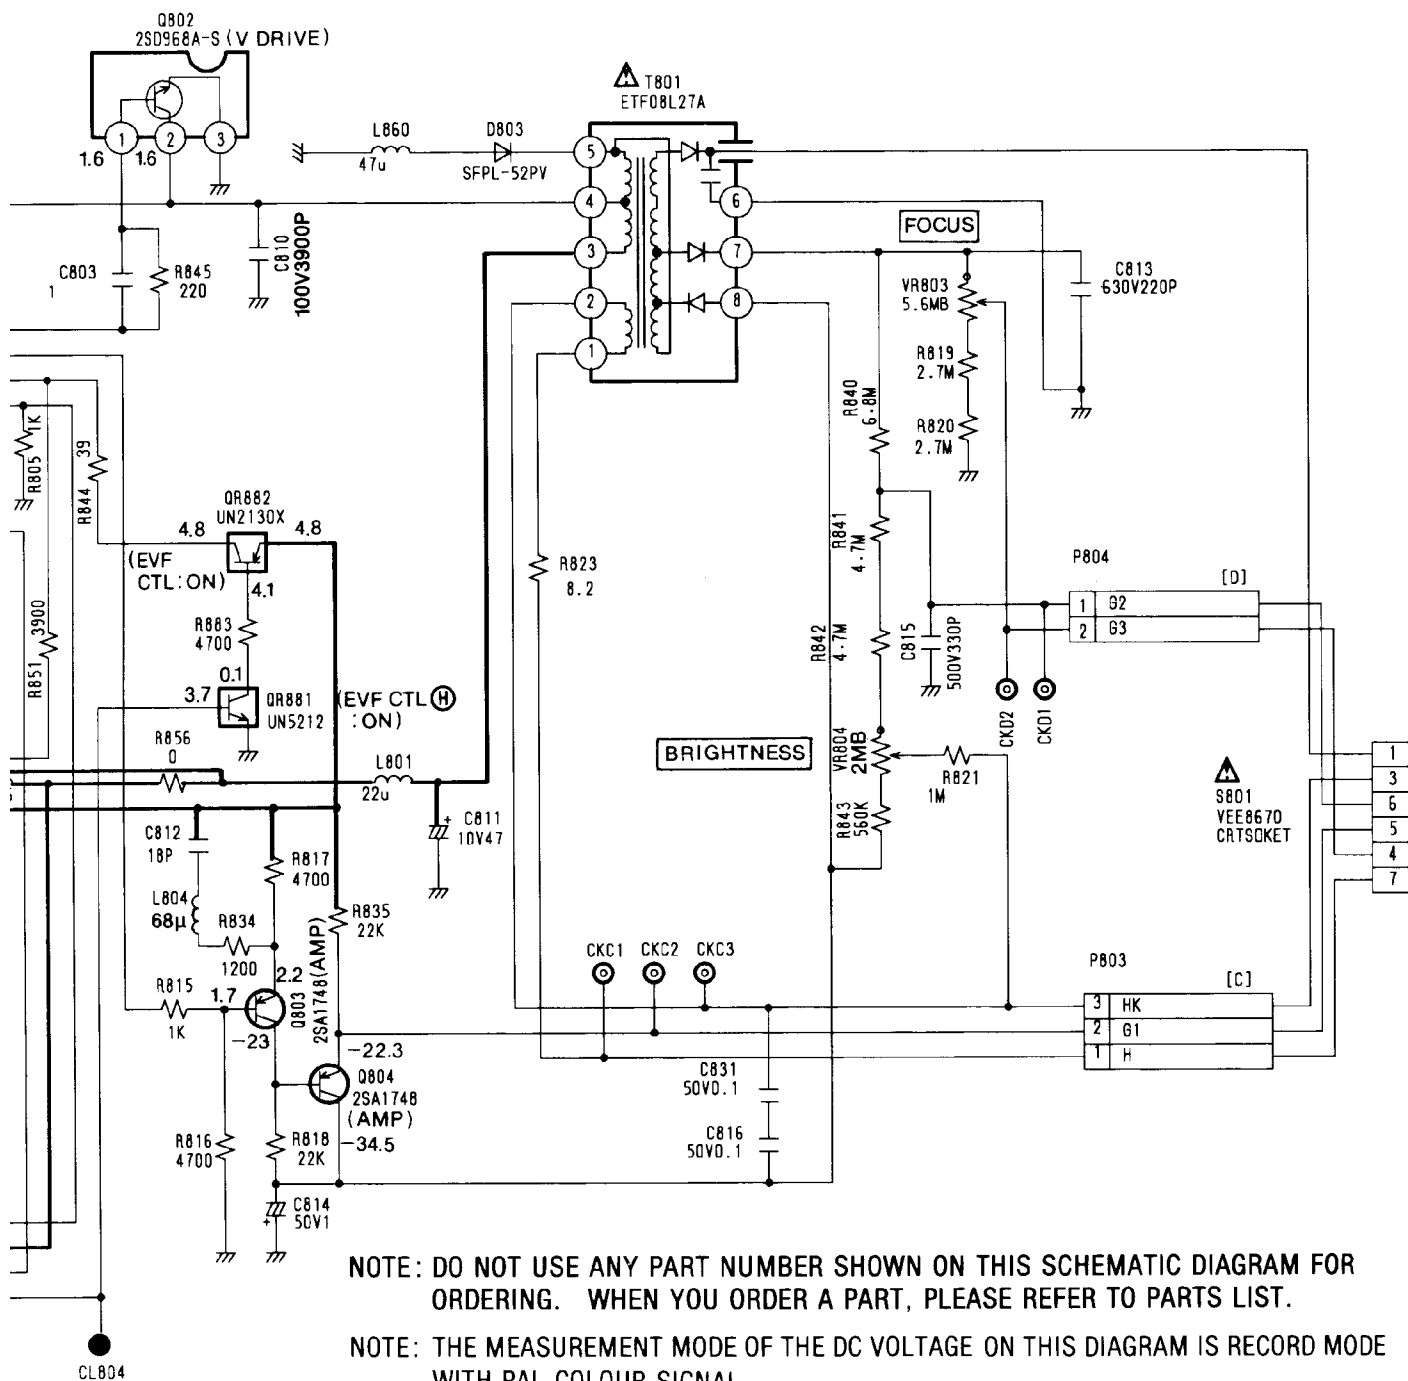 Q802
2SD968A-S (V DRIVE)
1
2
3
1.6
1.6
T801
ETF08L27A
L860
47u
D803
SFPL-52PV
5
4
3
2
1
6
7
8
FOCUS
C803
1
R845
220
C810
100V3900P
VR803
5.6MB
C813
630V220P
R819
2.7M
R820
2.7M
R840
6.8M
R805
1K
R844
39
QR882
UN2130X
4.8
4.8
(EVF
CTL:ON)
4.1
R883
4700
R851
3900
0.1
3.7
QR881
UN5212
(EVF CTL H
:ON)
R823
8.2
R841
4.7M
R842
4.7M
C815
500V330P
P804
[D]
1 G2
2 G3
CKD2
CKD1
R856
0
L801
22u
BRIGHTNESS
VR804
2MB
R821
1M
R843
560K
S801
VEE8670
CRTSOKET
1
3
6
5
4
7
C812
18P
C811
10V47
+
R817
4700
L804
68μ
R834
1200
R835
22K
R815
1K
2.2
1.7
Q803
2SA1748(AMP)
-23
-22.3
CKC1
CKC2
CKC3
P803
[C]
3 HK
2 G1
1 H
Q804
2SA1748
(AMP)
-34.5
R816
4700
R818
22K
C831
50V0.1
C816
50V0.1
C814
50V1
+
CL804
NOTE: DO NOT USE ANY PART NUMBER SHOWN ON THIS SCHEMATIC DIAGRAM FOR
ORDERING. WHEN YOU ORDER A PART, PLEASE REFER TO PARTS LIST.
NOTE: THE MEASUREMENT MODE OF THE DC VOLTAGE ON THIS DIAGRAM IS RECORD MODE
WITH PAL COLOUR SIGNAL